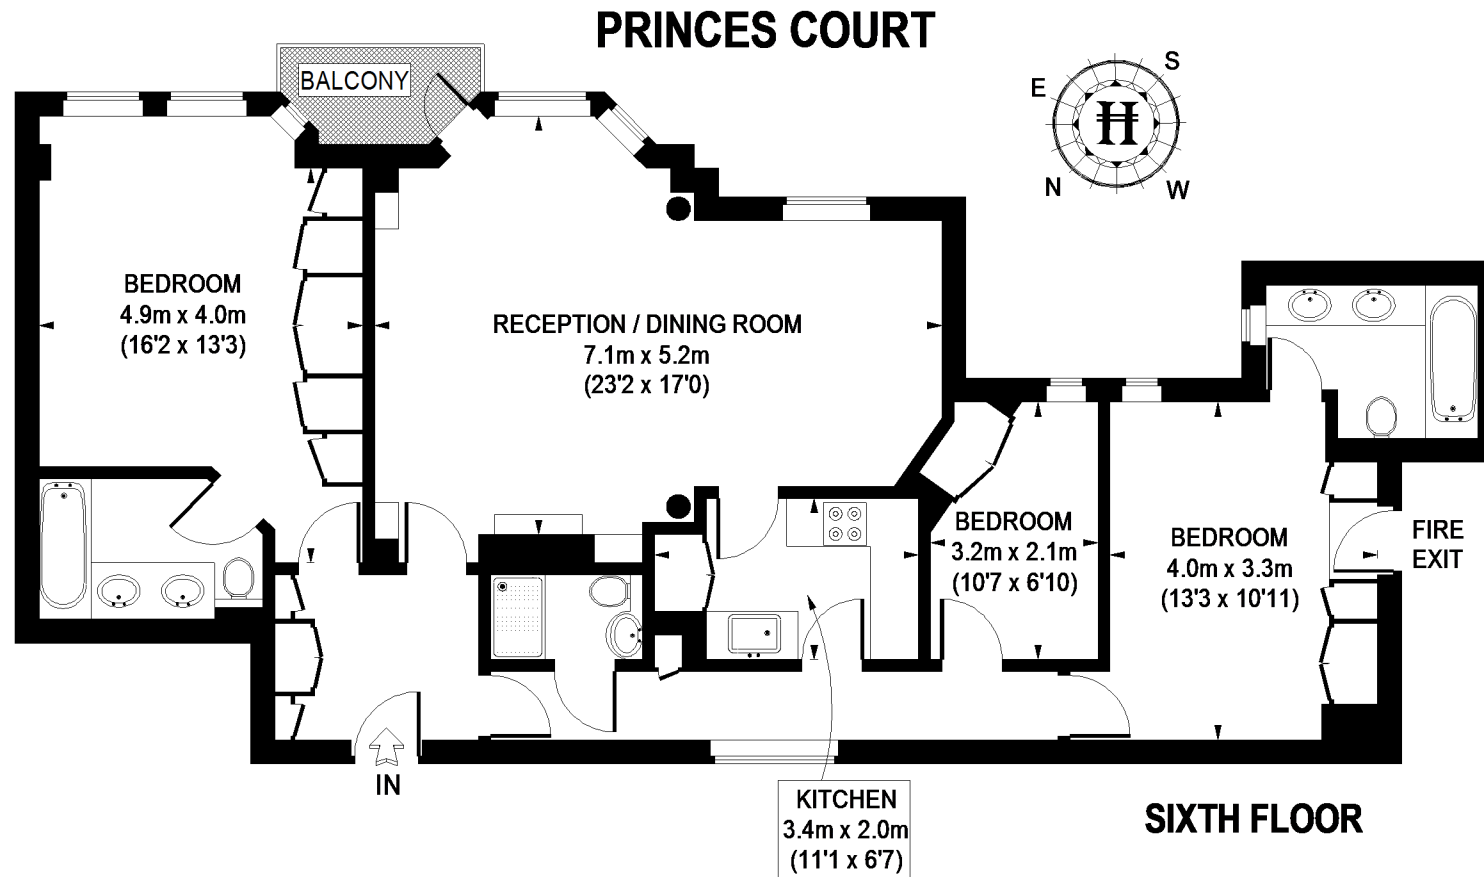 PRINCES COURT
BALCONY
S
E
H
N
W
BEDROOM
4.9m x 4.0m
(16'2 x 13'3)
RECEPTION / DINING ROOM
7.1m x 5.2m
(23'2 x 17'0)
BEDROOM
3.2m x 2.1m
(10'7 x 6'10)
BEDROOM
4.0m x 3.3m
(13'3 x 10'11)
FIRE
EXIT
IN
KITCHEN
3.4m x 2.0m
(11'1 x 6'7)
SIXTH FLOOR